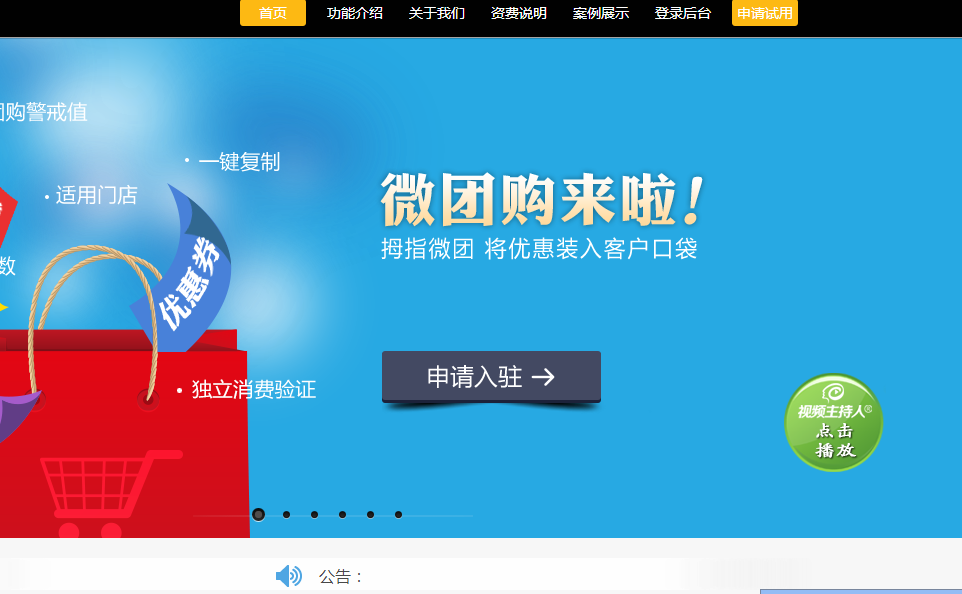 首页 功能介绍 关于我们 资费说明 案例展示 登录后台 申请试用
购警戒值
· 一键复制
· 适用门店
微团购来啦！
拇指微团 将优惠装入客户口袋
数
优惠券
申请入驻 →
· 独立消费验证
视频主持人®
点击
播放
公告：